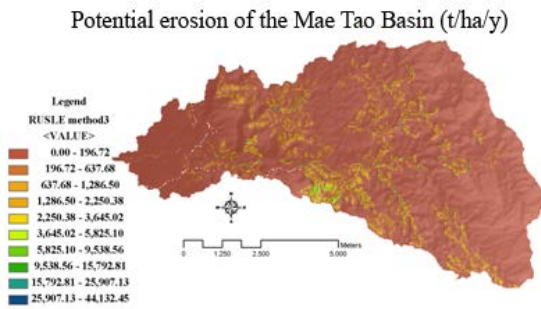 Potential erosion of the Mae Tao Basin (t/ha/y)
Legend
RUSLE method3
<VALUE>
0.00 - 196.72
196.72 - 637.68
637.68 - 1,286.50
1,286.50 - 2,250.38
2,250.38 - 3,645.02
3,645.02 - 5,825.10
5,825.10 - 9,538.56
9,538.56 - 15,792.81
15,792.81 - 25,907.13
25,907.13 - 44,132.45
Meters
0 1.250 2.500 5.000